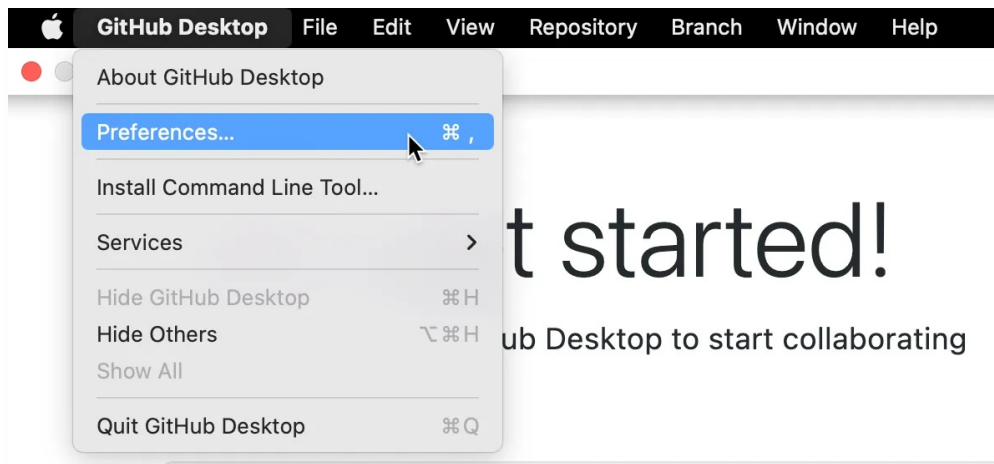 GitHub Desktop File Edit View Repository Branch Window Help
About GitHub Desktop
Preferences... ⌘ ,
Install Command Line Tool...
Services
t started!
Hide GitHub Desktop ⌘H
Hide Others ⌥⌘H
ub Desktop to start collaborating
Show All
Quit GitHub Desktop ⌘Q